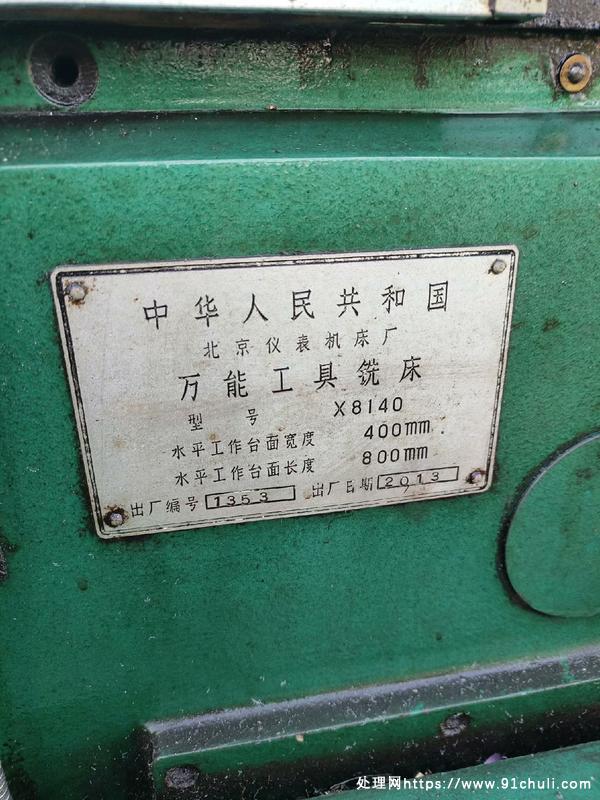 中华人民共和国
北京仪表机床厂
万能工具铣床
型号 X8140
水平工作台面宽度 400mm
水平工作台面长度 800mm
出厂编号 1353 出厂日期 2013
处理网https://www.91chuli.com